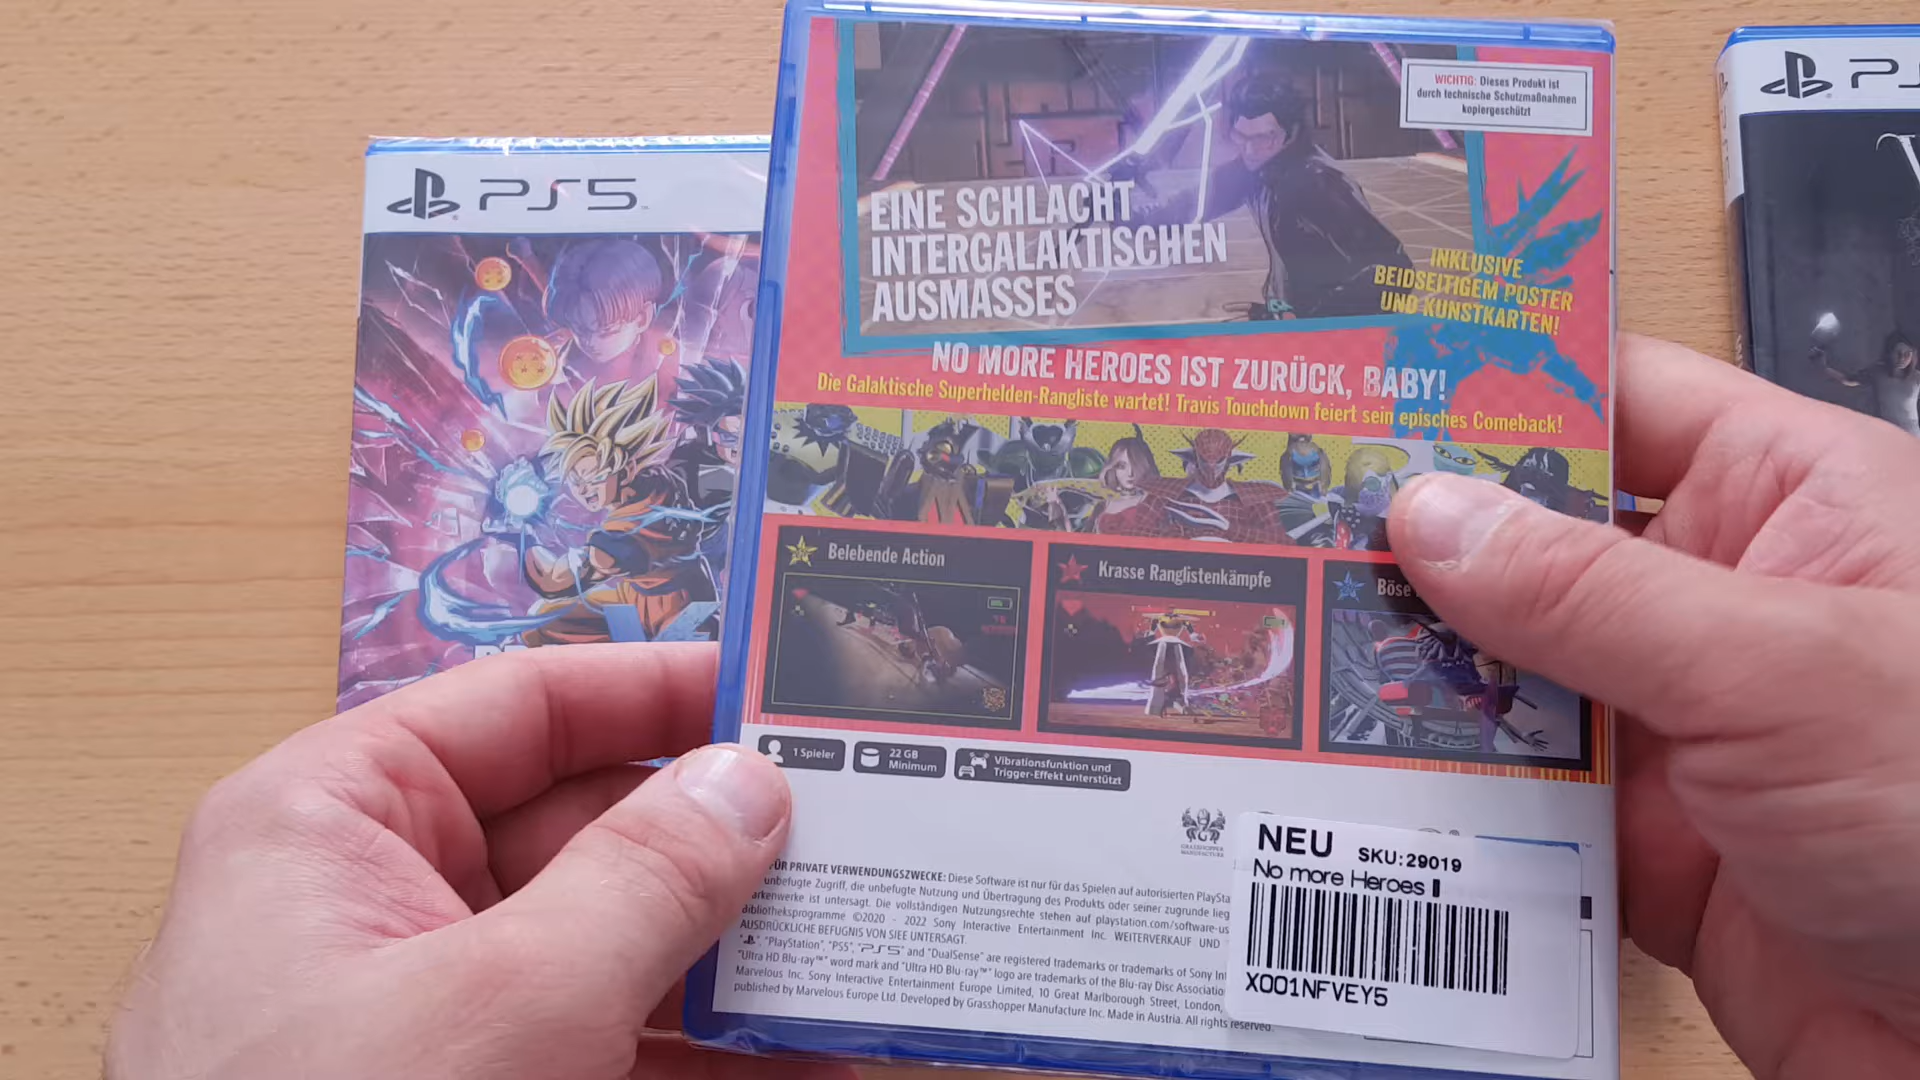 PS5
WICHTIG: Dieses Produkt ist
durch technische Schutzmaßnahmen
kopiergeschützt
EINE SCHLACHT
INTERGALAKTISCHEN
AUSMASSES
INKLUSIVE
BEIDSEITIGEM POSTER
UND KUNSTKARTEN!
NO MORE HEROES IST ZURÜCK, BABY!
Die Galaktische Superhelden-Rangliste wartet! Travis Touchdown feiert sein episches Comeback!
Belebende Action
Krasse Ranglistenkämpfe
Böse
1 Spieler
22 GB
Minimum
Vibrationsfunktion und
Trigger-Effekt unterstützt
GRASSHOPPER
MANUFACTURE
NEU SKU:29019
No more Heroes
X001NFVEY5
FÜR PRIVATE VERWENDUNGSZWECKE: Diese Software ist nur für das Spielen auf autorisierten
unbefugte Zugriff, die unbefugte Nutzung und Übertragung des Produkts oder seiner zugrunde
ist untersagt. Die vollständigen Nutzungsrechte stehen auf playstation.com/software-us
©2020 - 2022 Sony Interactive Entertainment Inc. WEITERVERKAUF UND
AUSDRÜCKLICHE BEFUGNIS VON SIEE UNTERSAGT.
"PlayStation", "PS5", "PS5" and "DualSense" are registered trademarks or trademarks of Sony
"Ultra HD Blu-ray™" word mark and "Ultra HD Blu-ray™" logo are trademarks of the Blu-ray Disc
Marvelous Inc. Sony Interactive Entertainment Europe Limited, 10 Great Marlborough Street, London,
published by Marvelous Europe Ltd. Developed by Grasshopper Manufacture Inc. Made in Austria. All rights reserved.